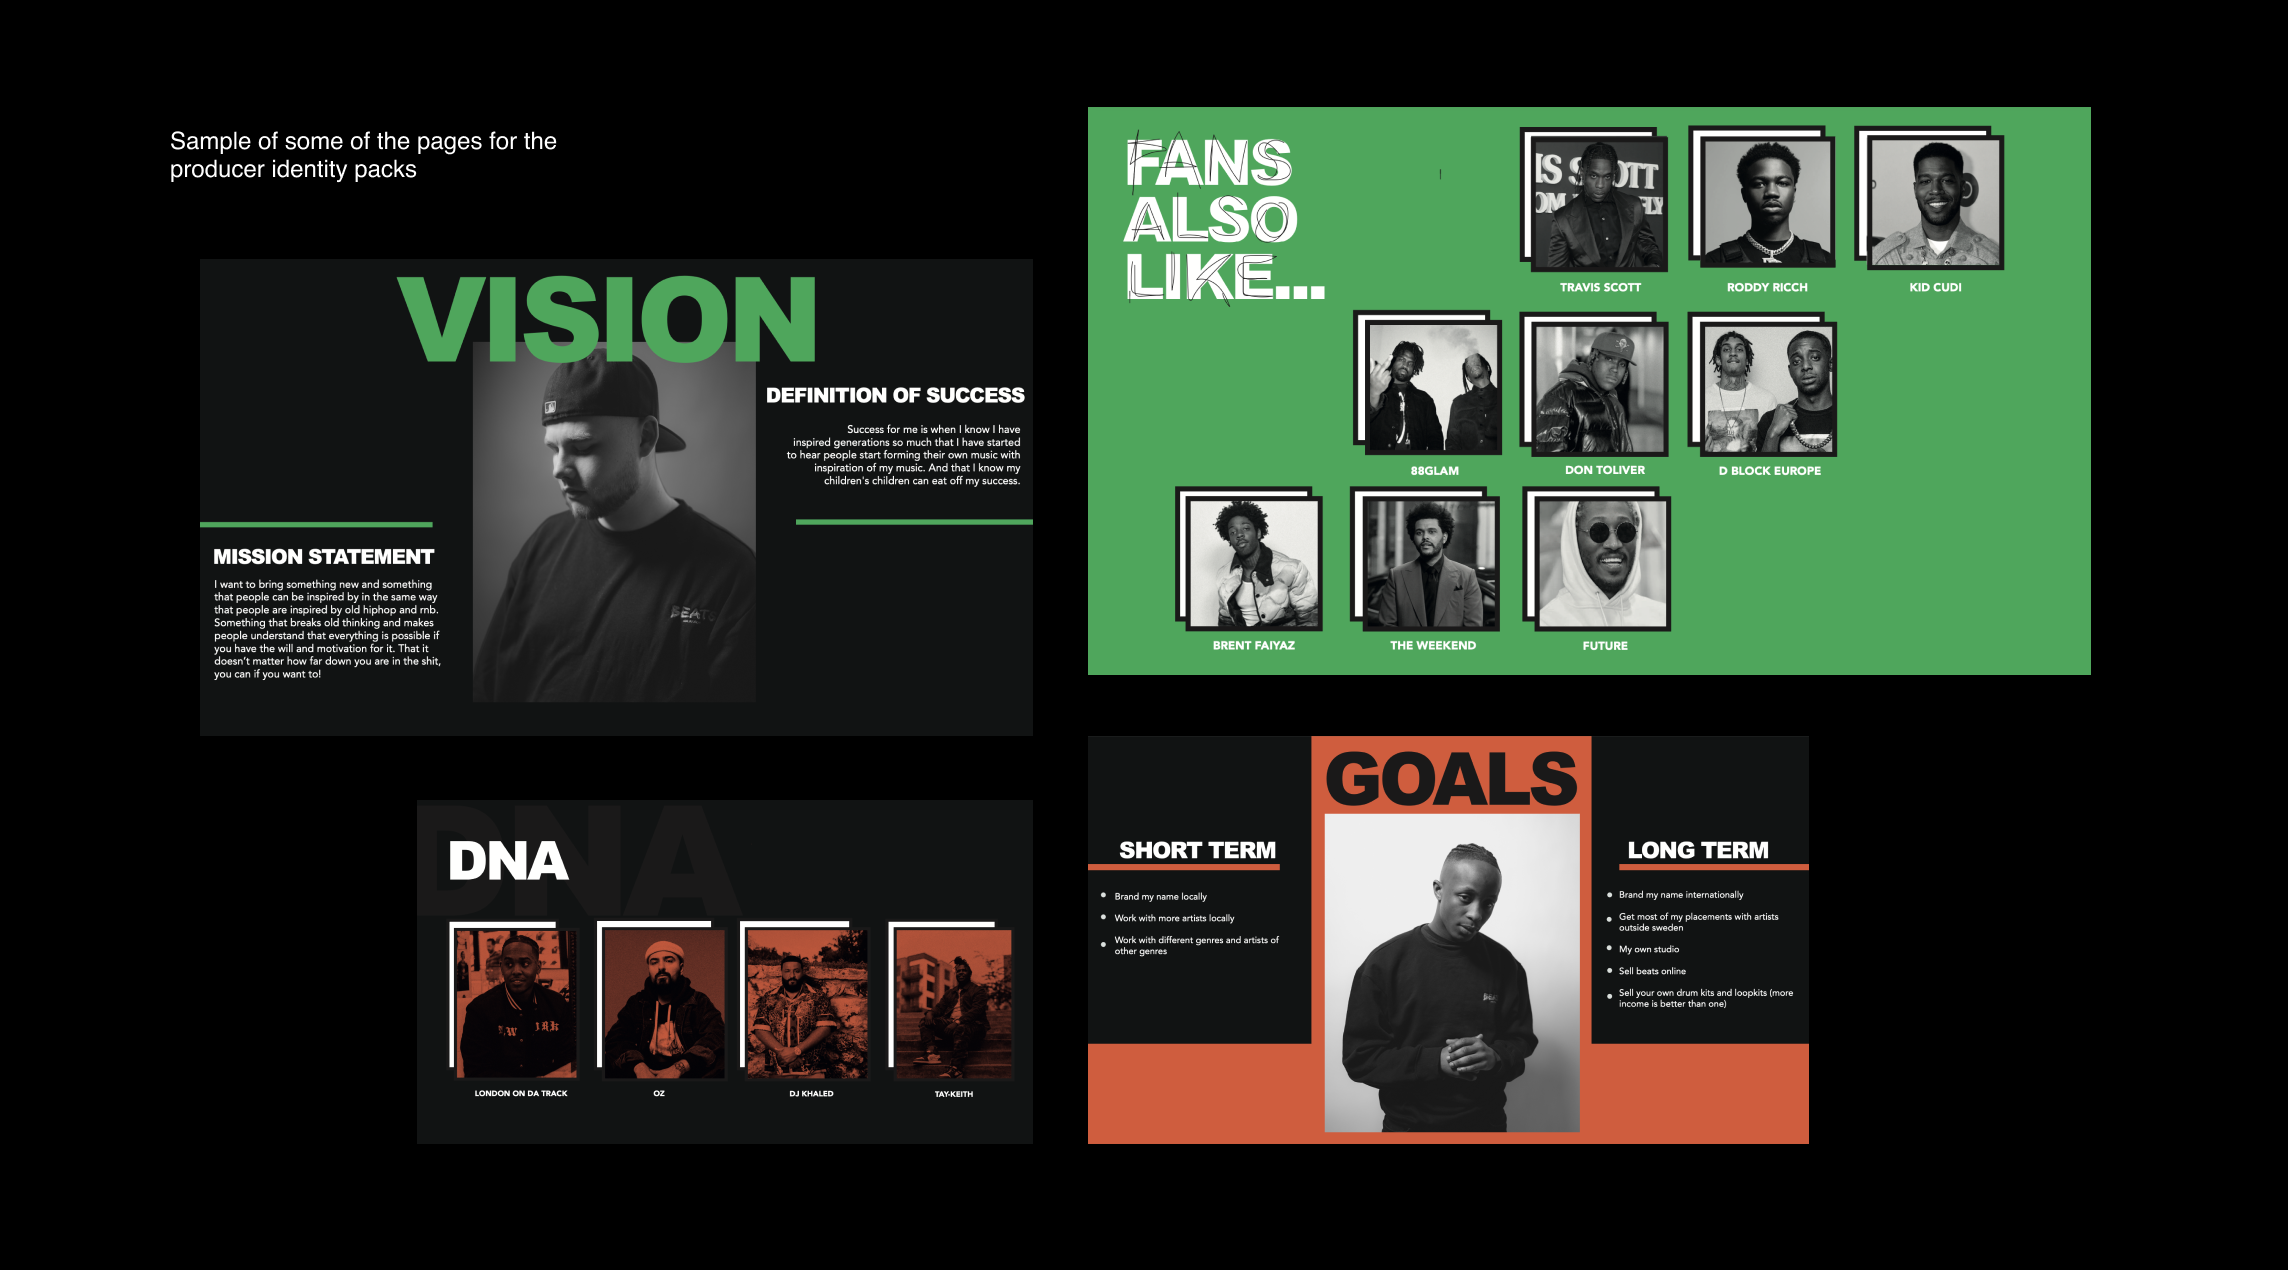 Sample of some of the pages for the
producer identity packs
VISION
DEFINITION OF SUCCESS
Success for me is when I know I have
inspired generations so much that I have started
to hear people start forming their own music with
inspiration of my music. And that I know my
children's children can eat off my success.
MISSION STATEMENT
I want to bring something new and something
that people can be inspired by in the same way
that people are inspired by old hiphop and rnb.
Something that breaks old thinking and makes
people understand that everything is possible if
you have the will and motivation for it. That it
doesn't matter how far down you are in the shit,
you can if you want to!
BEATS
FANS
ALSO
LIKE...
IS SCOTT
TRAVIS SCOTT
RODDY RICCH
KID CUDI
88GLAM
DON TOLIVER
D BLOCK EUROPE
BRENT FAIYAZ
THE WEEKEND
FUTURE
DNA
DNA
LONDON ON DA TRACK
OZ
DJ KHALED
TAY-KEITH
GOALS
SHORT TERM
Brand my name locally
Work with more artists locally
Work with different genres and artists of
other genres
LONG TERM
Brand my name internationally
Get most of my placements with artists
outside sweden
My own studio
Sell beats online
Sell your own drum kits and loopkits (more
income is better than one)